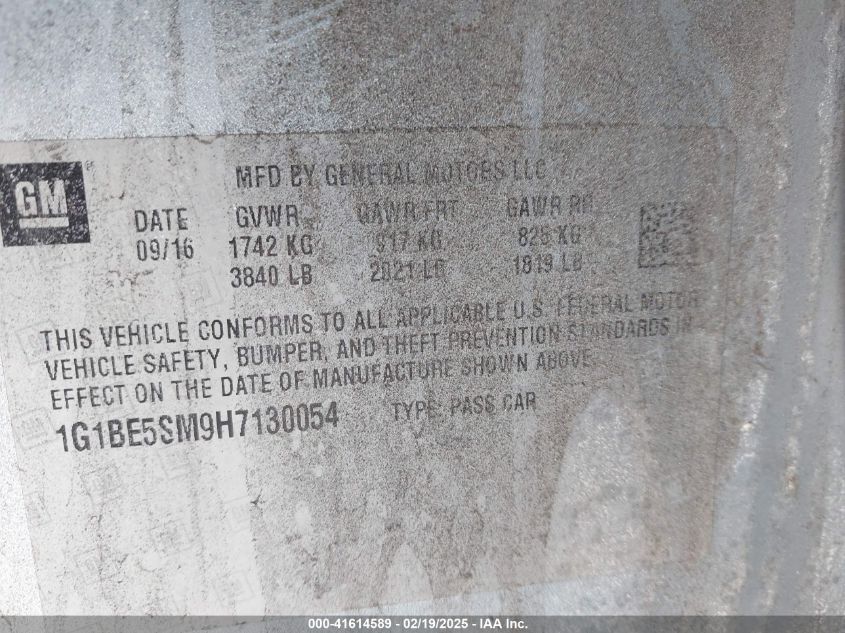 GM
MFD BY GENERAL MOTORS LLC
DATE GVWR GAWR FRT GAWR RR
09/16 1742 KG 917 KG 825 KG
3840 LB 2021 LB 1819 LB
THIS VEHICLE CONFORMS TO ALL APPLICABLE U.S. FEDERAL MOTOR
VEHICLE SAFETY, BUMPER, AND THEFT PREVENTION STANDARDS IN
EFFECT ON THE DATE OF MANUFACTURE SHOWN ABOVE.
1G1BE5SM9H7130054 TYPE: PASS CAR
000-41614589 - 02/19/2025 - IAA Inc.